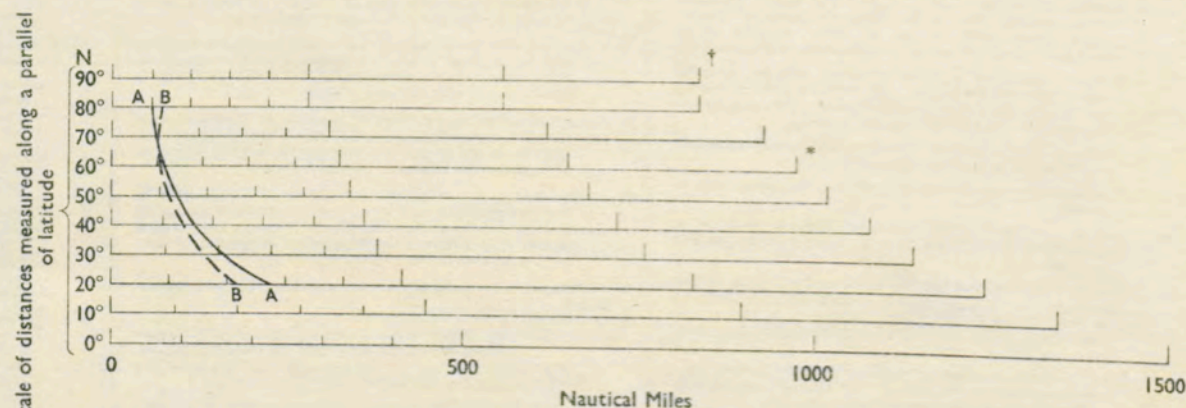 Scale of distances measured along a parallel
of latitude
N
†
90°
A B
80°
70°
60°
*
50°
40°
30°
20°
B A
10°
0°
0 500 1000 1500
Nautical Miles